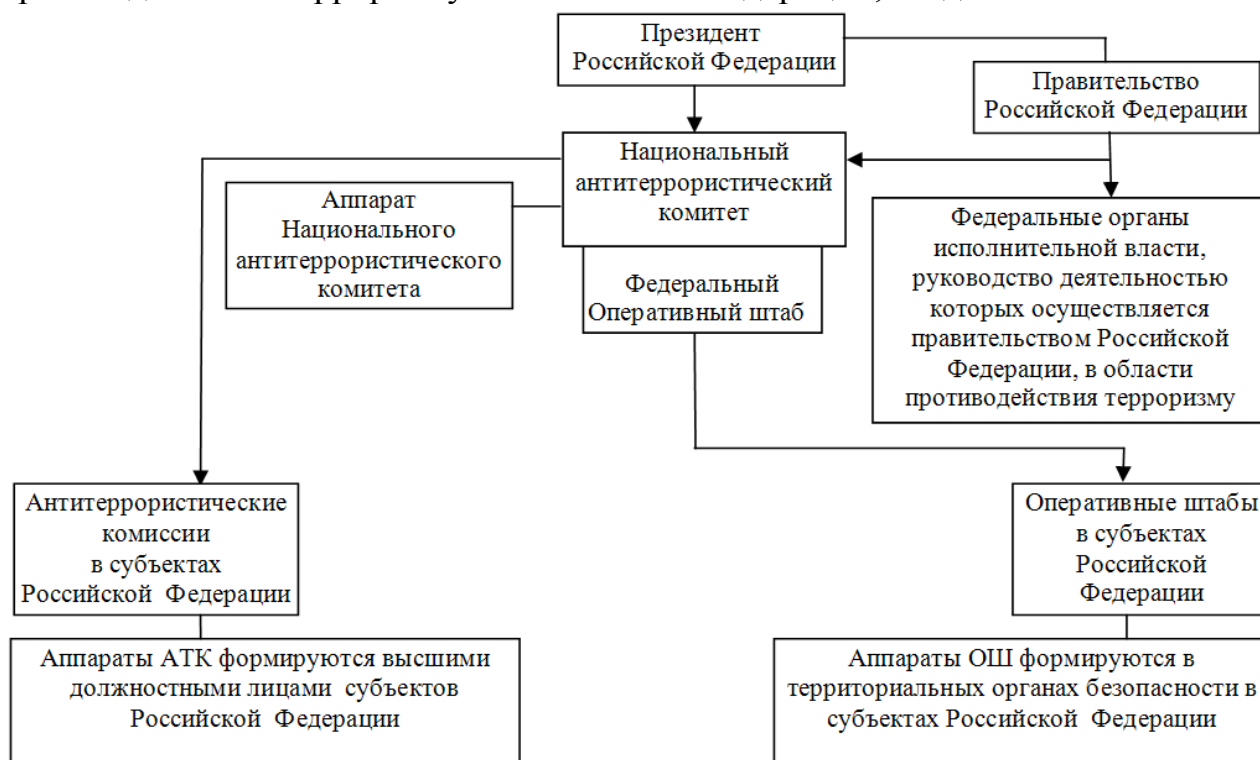 Президент
Российской Федерации
Правительство
Российской Федерации
Национальный
антитеррористический
комитет
Аппарат
Национального
антитеррористического
комитета
Федеральный
Оперативный штаб
Федеральные органы
исполнительной власти,
руководство деятельностью
которых осуществляется
правительством Российской
Федерации, в области
противодействия терроризму
Антитеррористические
комиссии
в субъектах
Российской Федерации
Оперативные штабы
в субъектах
Российской
Федерации
Аппараты АТК формируются высшими
должностными лицами субъектов
Российской Федерации
Аппараты ОШ формируются в
территориальных органах безопасности в
субъектах Российской Федерации